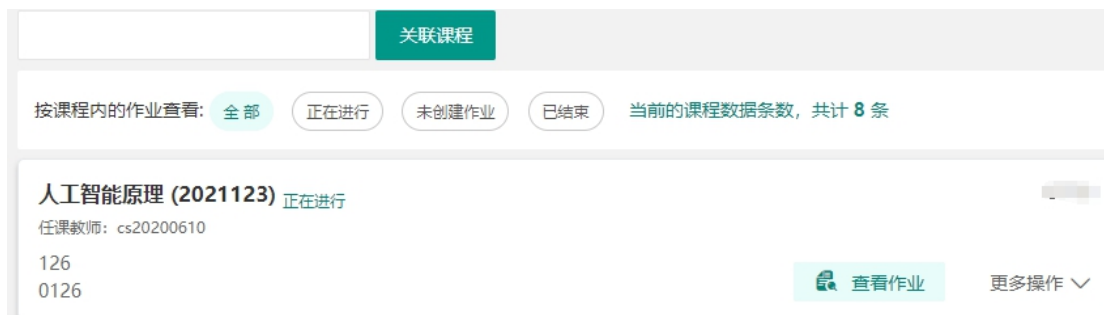 关联课程
按课程内的作业查看: 全部 正在进行 未创建作业 已结束 当前的课程数据条数，共计 8 条
人工智能原理 (2021123) 正在进行
任课教师：cs20200610
126
0126
查看作业 更多操作